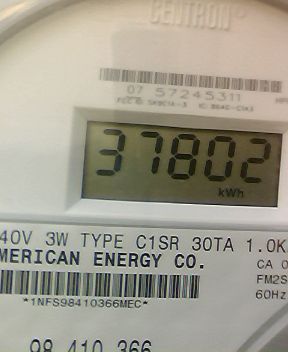 CENTRON®
07 57245311
37802
kWh
40V 3W TYPE C1SR 30TA 1.0K
MERICAN ENERGY CO.
CA 0
FM2S
60Hz
*1NFS98410366MEC*
98 410 366